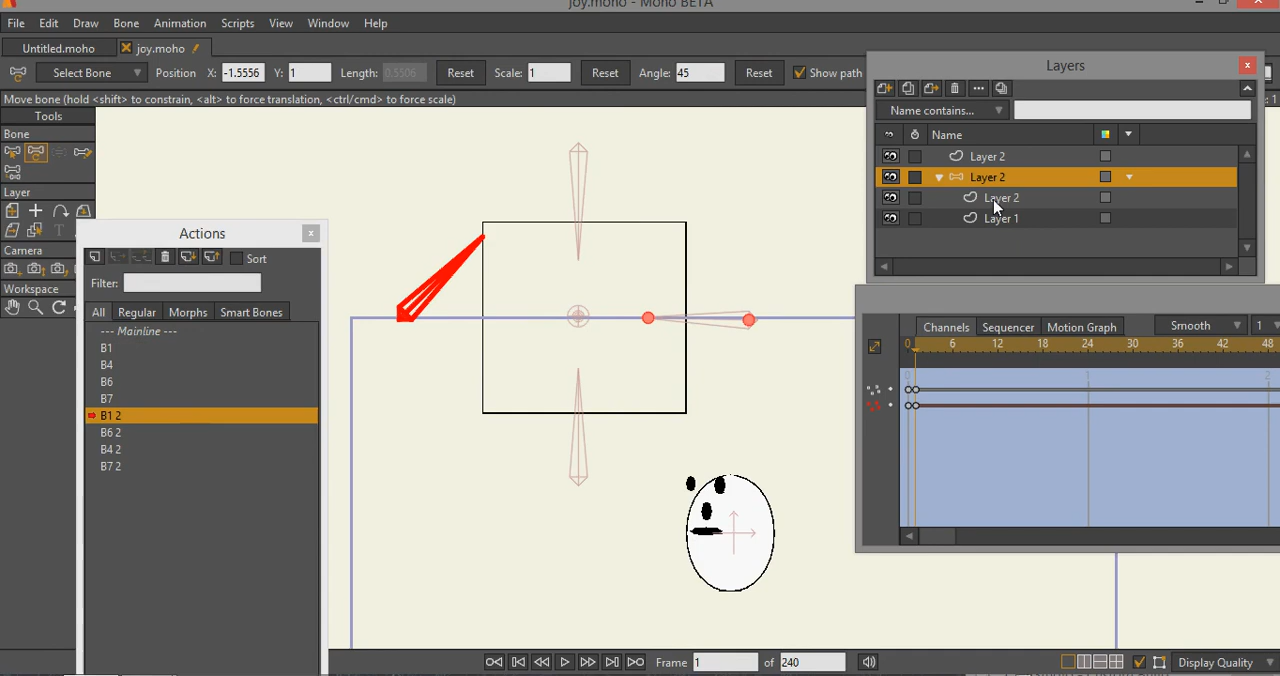 joy.moho - Moho BETA
File Edit Draw Bone Animation Scripts View Window Help
Untitled.moho joy.moho
Select Bone Position X: -1.5556 Y: 1 Length: 0.5506 Reset Scale: 1 Reset Angle: 45 Reset Show path
Move bone (hold <shift> to constrain, <alt> to force translation, <ctrl/cmd> to force scale)
Tools
Bone
Layer
Camera
Workspace
Actions
Sort
Filter:
All Regular Morphs Smart Bones
--- Mainline ---
B1
B4
B6
B7
B1 2
B6 2
B4 2
B7 2
Layers
Name contains...
Name
Layer 2
Layer 2
Layer 2
Layer 1
Channels Sequencer Motion Graph Smooth 1
0 6 12 18 24 30 36 42 48
0 1 2
Frame 1 of 240 Display Quality